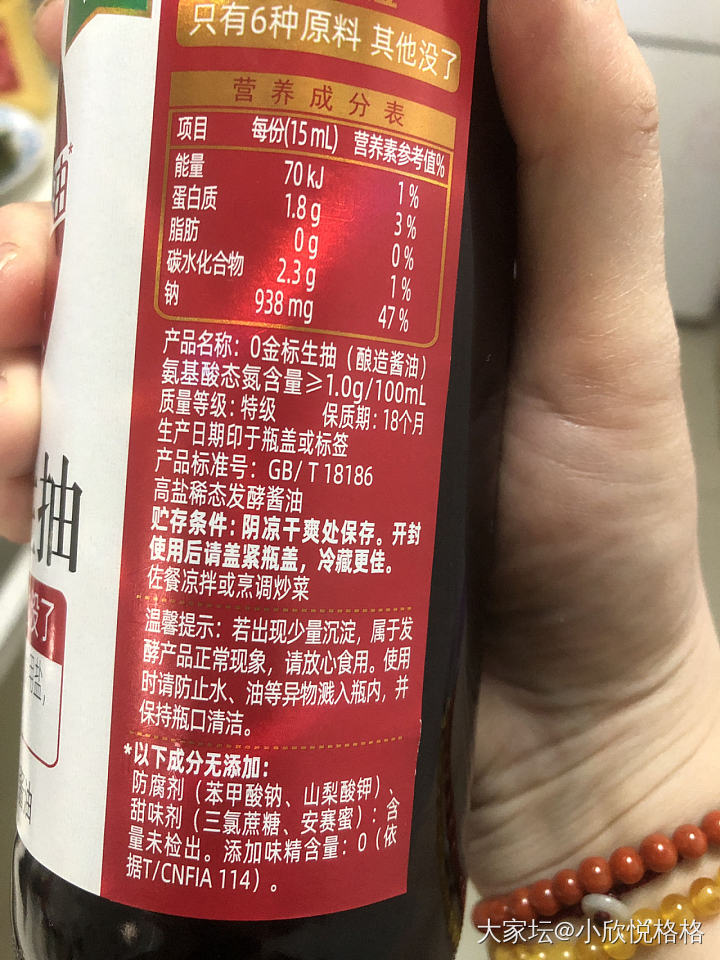 只有6种原料 其他没了
营养成分表
项目 每份(15 mL) 营养素参考值%
能量 70 kJ 1%
蛋白质 1.8 g 3%
脂肪 0 g 0%
碳水化合物 2.3 g 1%
钠 938 mg 47%
产品名称：0金标生抽（酿造酱油）
氨基酸态氮含量≥1.0g/100mL
质量等级：特级 保质期：18个月
生产日期印于瓶盖或标签
产品标准号：GB/T 18186
高盐稀态发酵酱油
贮存条件：阴凉干爽处保存。开封
使用后请盖紧瓶盖，冷藏更佳。
佐餐凉拌或烹调炒菜
温馨提示：若出现少量沉淀，属于发
酵产品正常现象，请放心食用。使用
时请防止水、油等异物溅入瓶内，并
保持瓶口清洁。
*以下成分无添加：
防腐剂（苯甲酸钠、山梨酸钾）、
甜味剂（三氯蔗糖、安赛蜜）：含
量未检出。添加味精含量：0（依
据T/CNFIA 114）。
抽
没了
盐，
油
大家坛@小欣悦格格